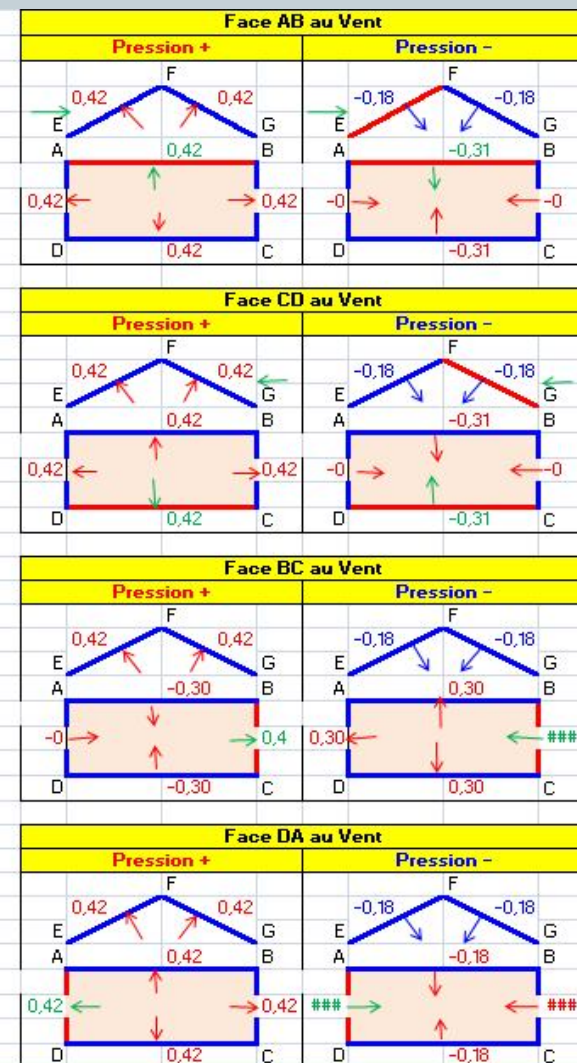 Face AB au Vent
Pression + Pression -
F F
0,42 0,42 -0,18 -0,18
E G E G
A 0,42 B A -0,31 B
0,42 0,42 -0 -0
D 0,42 C D -0,31 C
Face CD au Vent
Pression + Pression -
F F
0,42 0,42 -0,18 -0,18
E G E G
A 0,42 B A -0,31 B
0,42 0,42 -0 -0
D 0,42 C D -0,31 C
Face BC au Vent
Pression + Pression -
F F
0,42 0,42 -0,18 -0,18
E G E G
A -0,30 B A 0,30 B
-0 0,4 0,30 ###
D -0,30 C D 0,30 C
Face DA au Vent
Pression + Pression -
F F
0,42 0,42 -0,18 -0,18
E G E G
A 0,42 B A -0,18 B
0,42 0,42 ### ###
D 0,42 C D -0,18 C